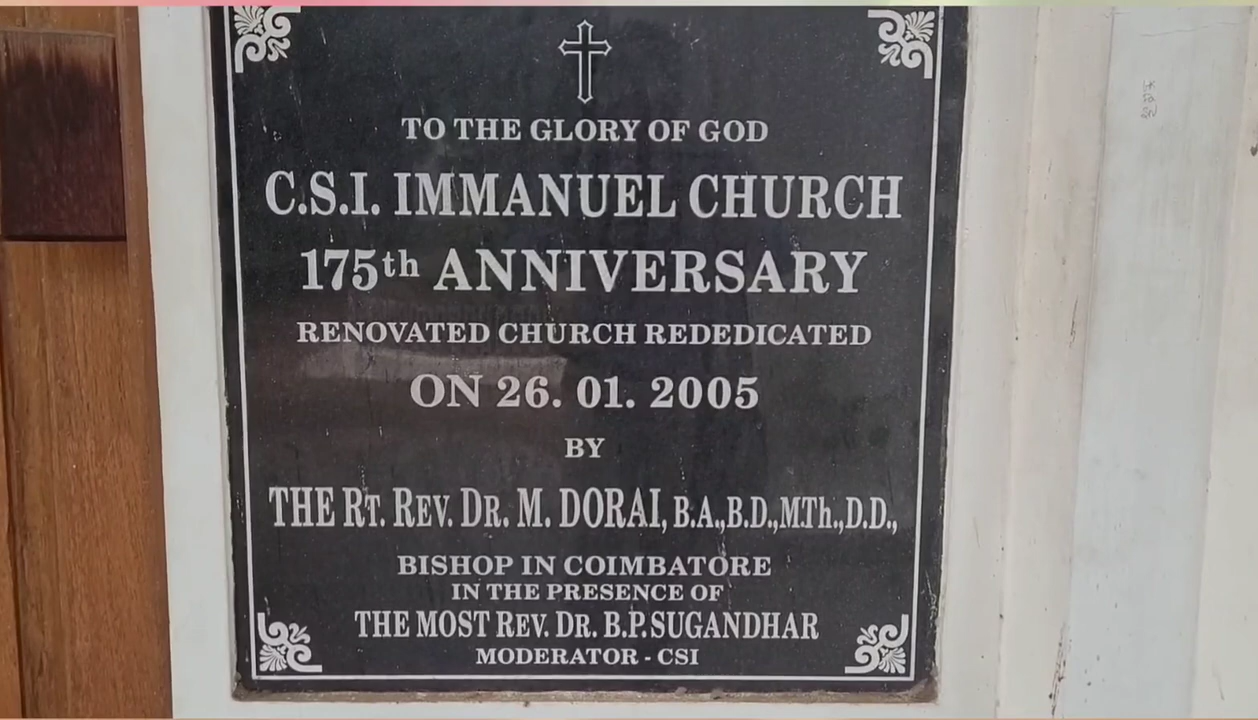 TO THE GLORY OF GOD
C.S.I. IMMANUEL CHURCH
175th ANNIVERSARY
RENOVATED CHURCH REDEDICATED
ON 26. 01. 2005
BY
THE RT. REV. DR. M. DORAI, B.A.,B.D.,M.Th.,D.D.,
BISHOP IN COIMBATORE
IN THE PRESENCE OF
THE MOST REV. DR. B.P. SUGANDHAR
MODERATOR - CSI